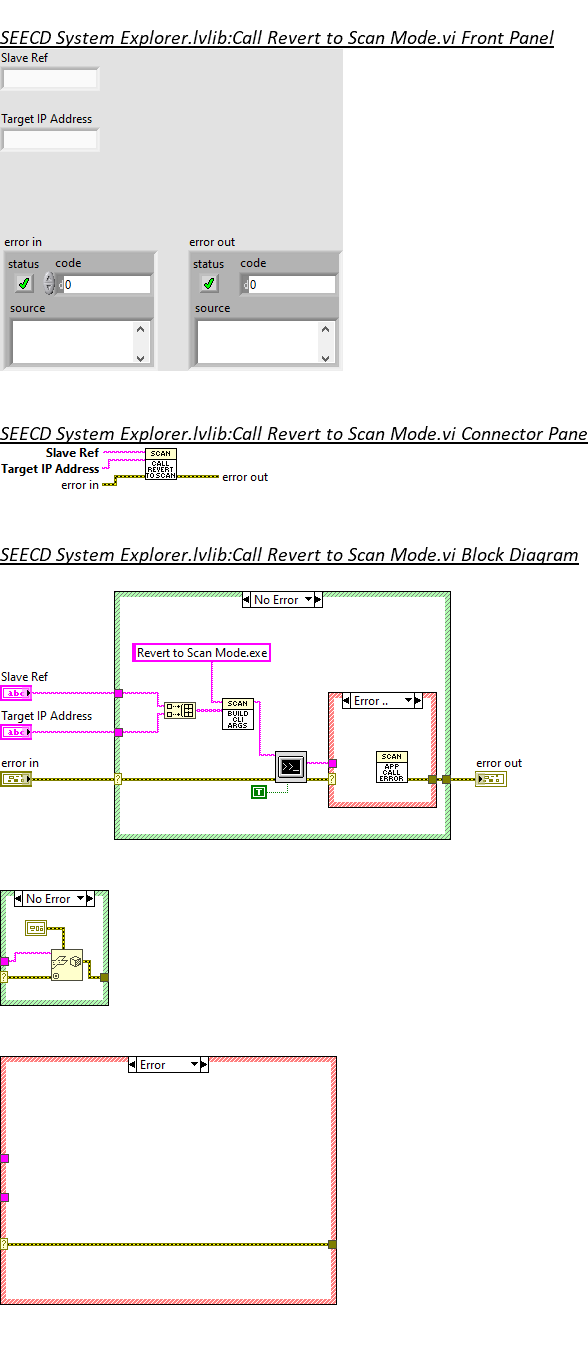 SEECD System Explorer.lvlib:Call Revert to Scan Mode.vi Front Panel
Slave Ref
Target IP Address
error in
error out
status code
status code
0
0
source
source
SEECD System Explorer.lvlib:Call Revert to Scan Mode.vi Connector Pane
Slave Ref
Target IP Address
error in
SCAN
CALL
REVERT
TO SCAN
error out
SEECD System Explorer.lvlib:Call Revert to Scan Mode.vi Block Diagram
No Error
Revert to Scan Mode.exe
Slave Ref
abc
SCAN
BUILD
CLI
ARGS
Error ..
Target IP Address
abc
error in
>>_
T
SCAN
APP
CALL
ERROR
error out
No Error
Error